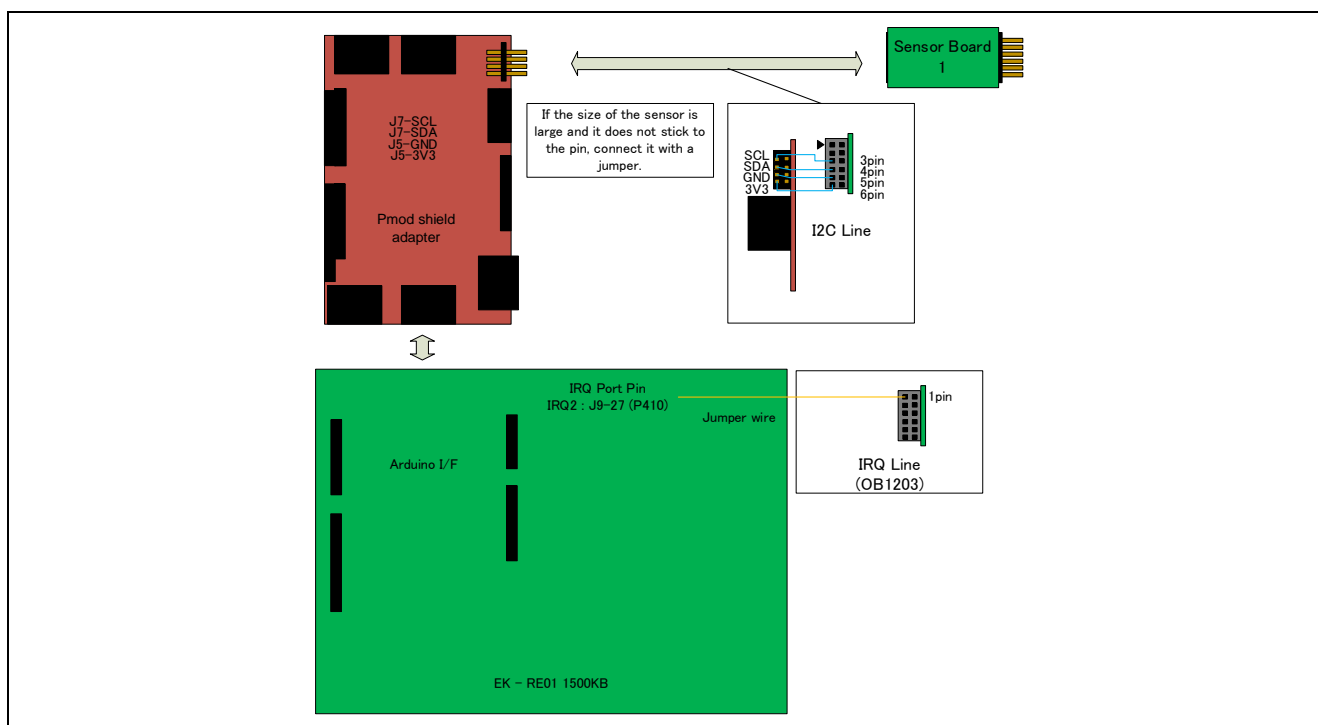 Sensor Board
1
J7-SCL
J7-SDA
J5-GND
J5-3V3
Pmod shield
adapter
If the size of the sensor is
large and it does not stick to
the pin, connect it with a
jumper.
SCL
SDA
GND
3V3
3pin
4pin
5pin
6pin
I2C Line
IRQ Port Pin
IRQ2 : J9-27 (P410)
Jumper wire
Arduino I/F
EK - RE01 1500KB
1pin
IRQ Line
(OB1203)